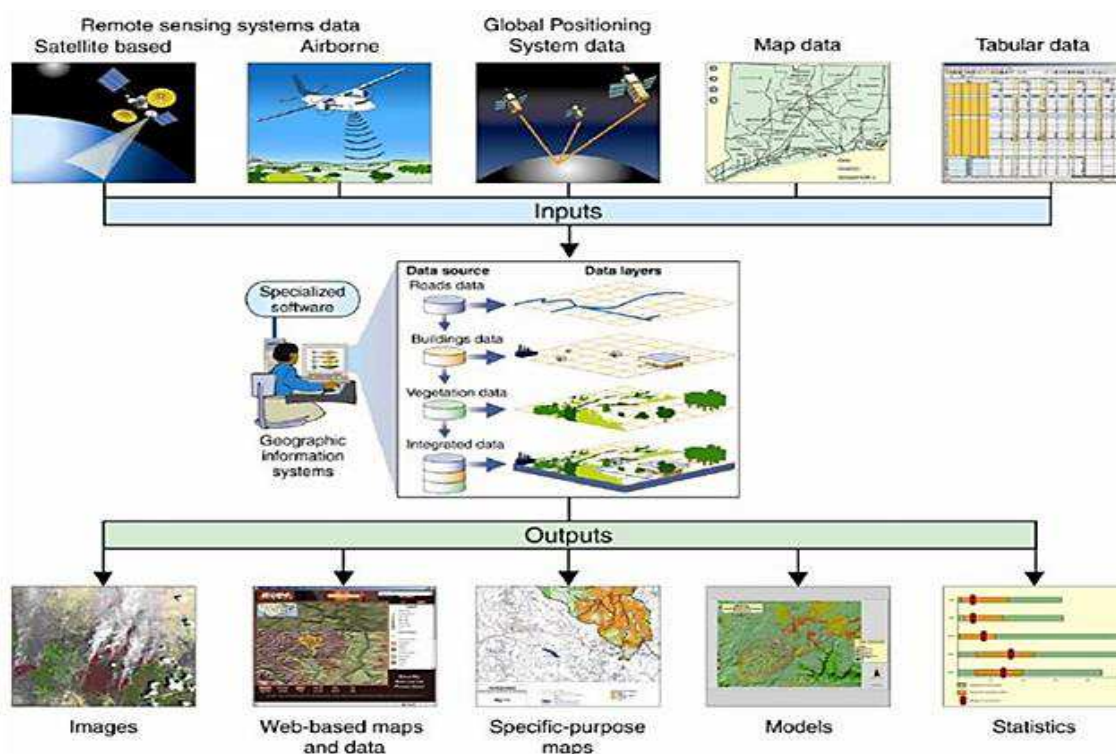 Remote sensing systems data
Satellite based
Airborne
Global Positioning
System data
Map data
Tabular data
Inputs
Specialized
software
Geographic
information
systems
Data source
Data layers
Roads data
Buildings data
Vegetation data
Integrated data
Outputs
Images
Web-based maps
and data
Specific-purpose
maps
Models
Statistics